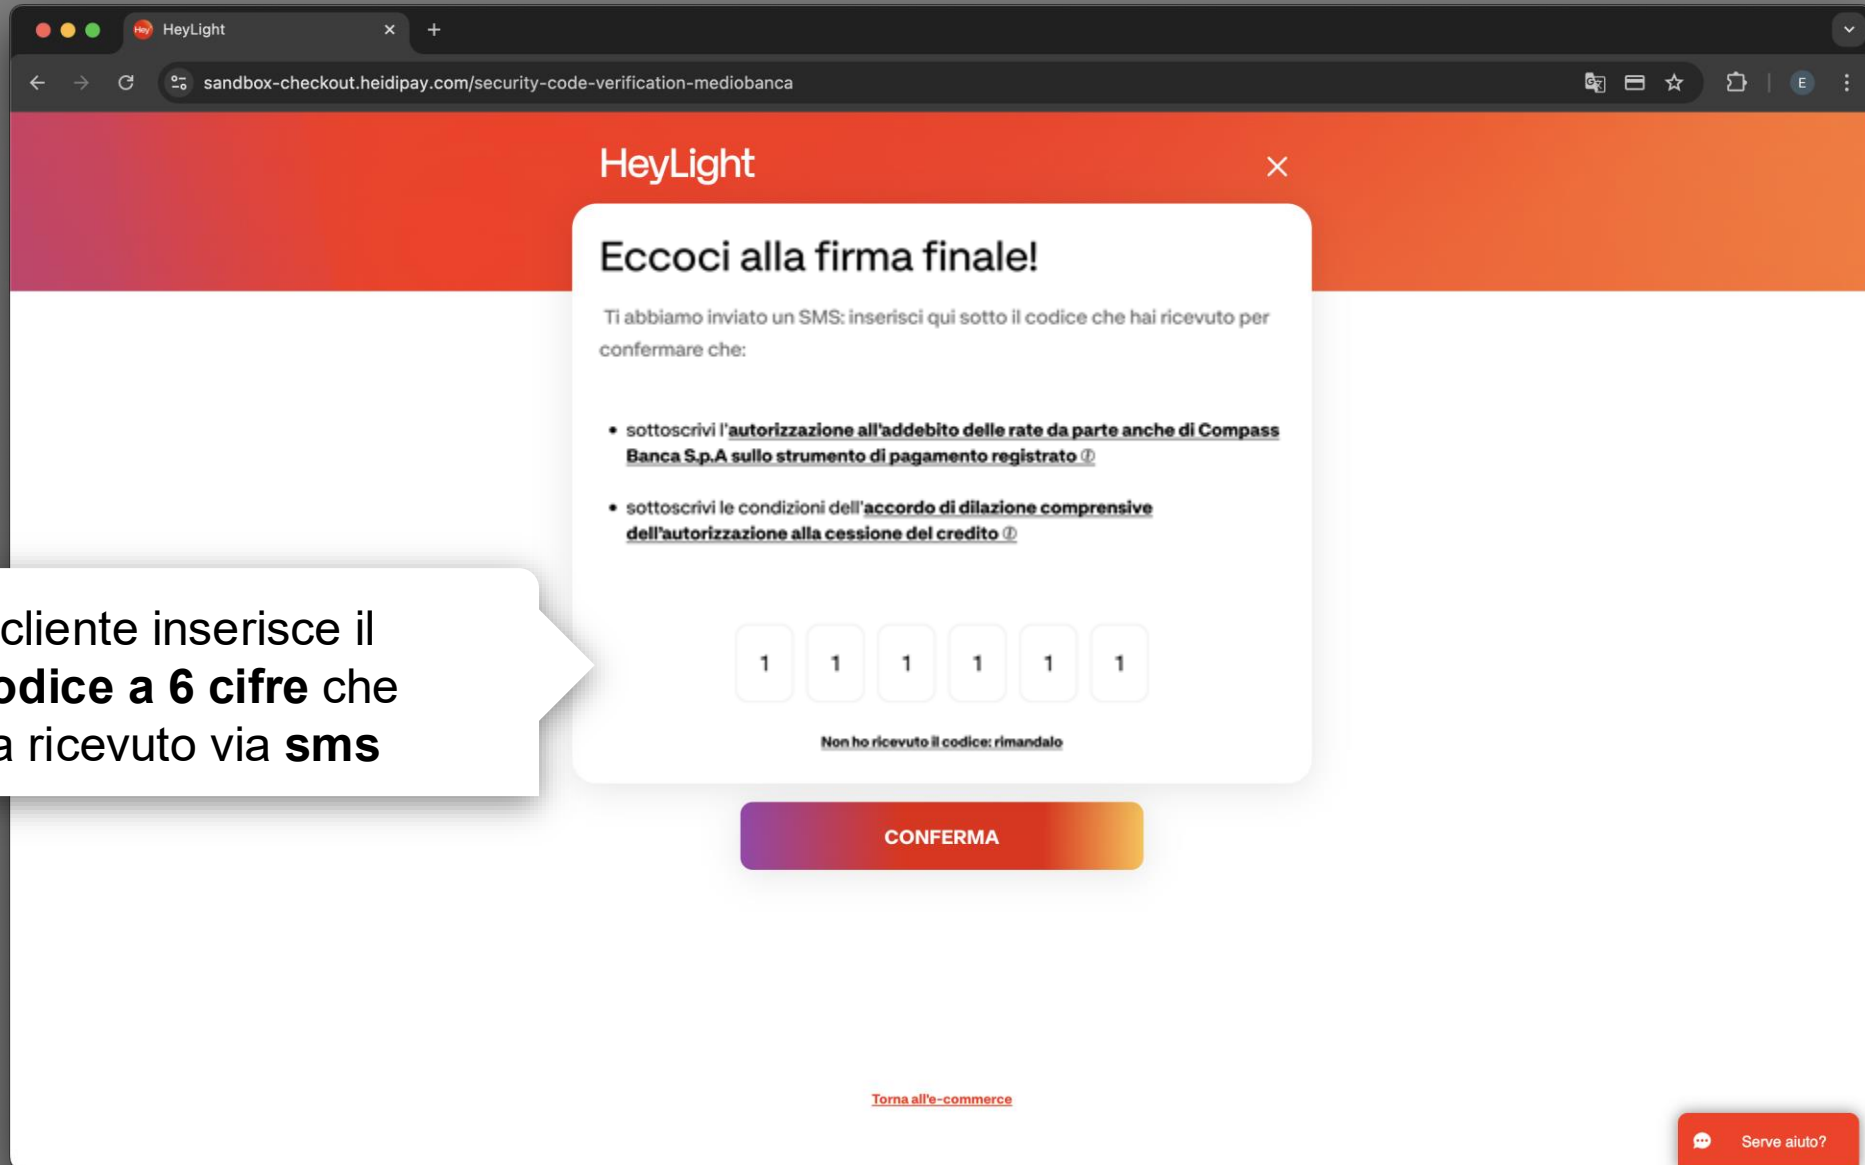 HeyLight
sandbox-checkout.heidipay.com/security-code-verification-mediobanca
E
HeyLight
Eccoci alla firma finale!
Ti abbiamo inviato un SMS: inserisci qui sotto il codice che hai ricevuto per
confermare che:
• sottoscrivi l'autorizzazione all'addebito delle rate da parte anche di Compass
Banca S.p.A sullo strumento di pagamento registrato
• sottoscrivi le condizioni dell'accordo di dilazione comprensive
dell'autorizzazione alla cessione del credito
cliente inserisce il
odice a 6 cifre che
a ricevuto via sms
1 1 1 1 1 1
Non ho ricevuto il codice: rimandalo
CONFERMA
Torna all'e-commerce
Serve aiuto?